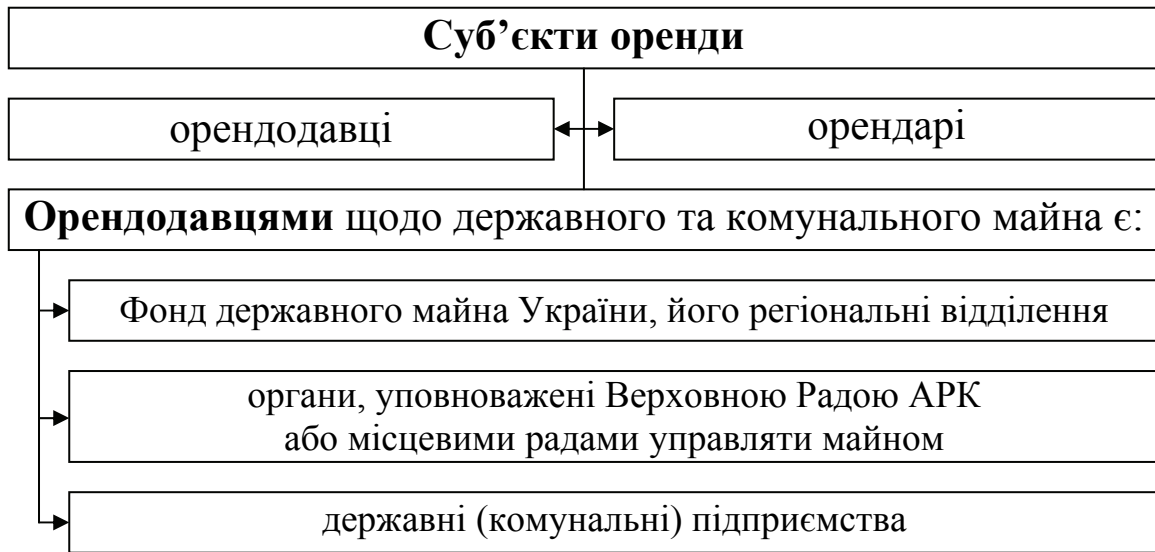 Суб’єкти оренди
орендодавці
орендарі
Орендодавцями щодо державного та комунального майна є:
Фонд державного майна України, його регіональні відділення
органи, уповноважені Верховною Радою АРК
або місцевими радами управляти майном
державні (комунальні) підприємства